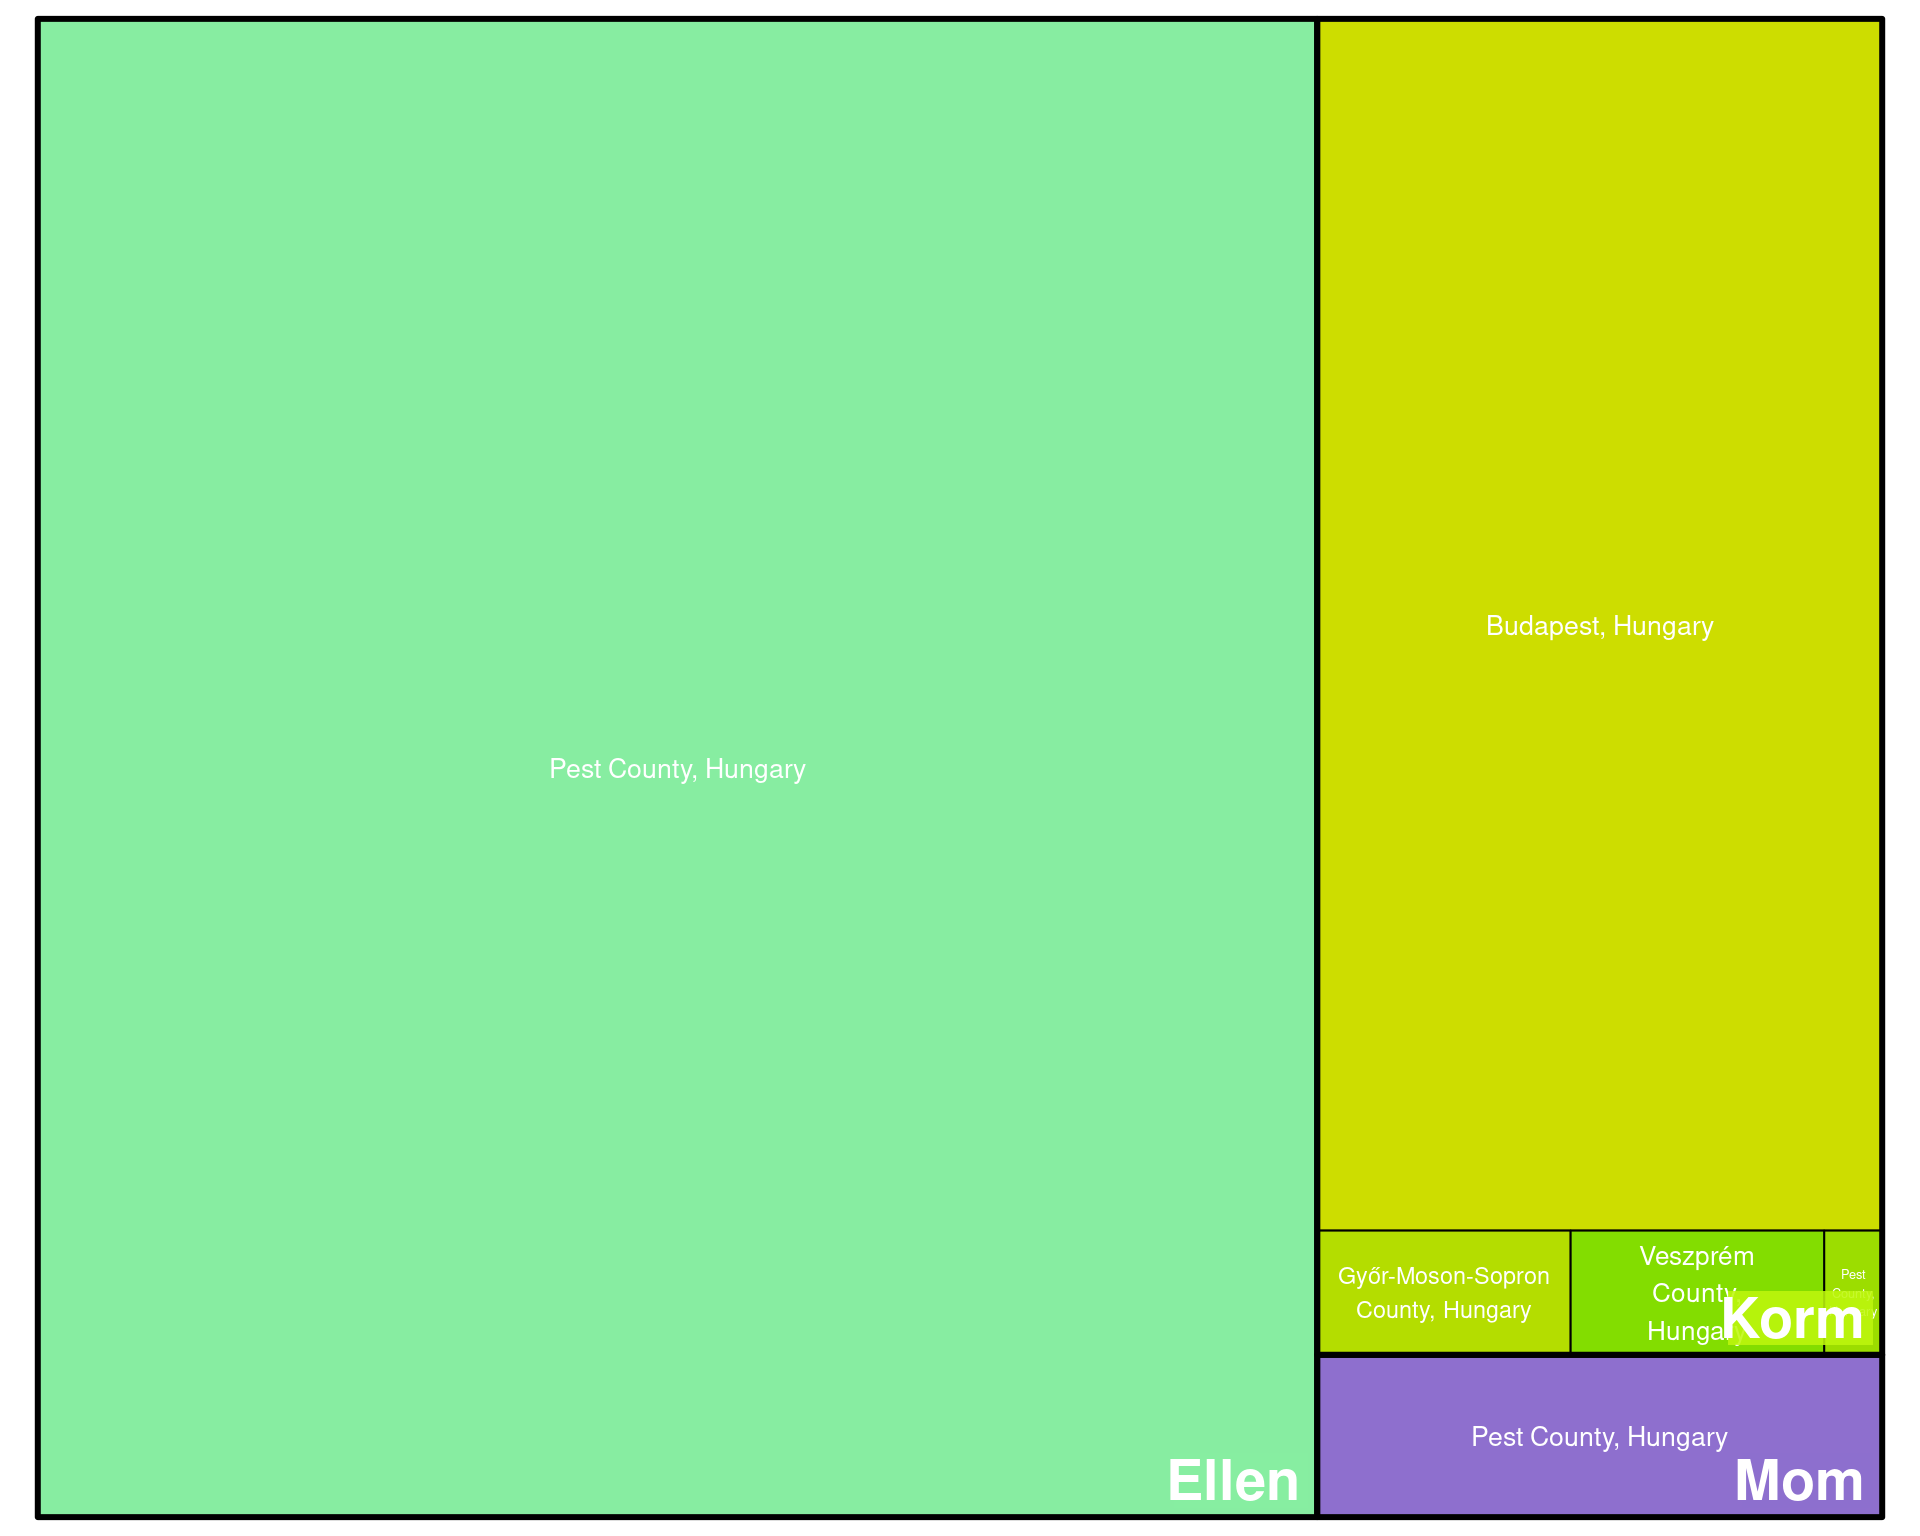 Pest County, Hungary
Ellen
Budapest, Hungary
Győr-Moson-Sopron
County, Hungary
Veszprém
County,
Hungary
Pest
County,
Korm
Pest County, Hungary
Mom